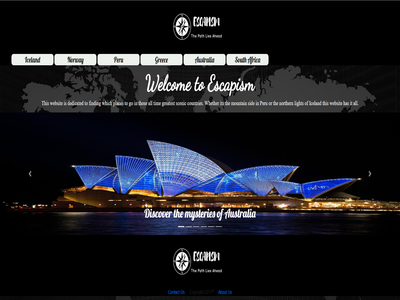 ESCAPISM
The Path Lies Ahead
Iceland Norway Peru Greece Australia South Africa
Welcome to Escapism
This website is dedicated to finding which places to go in these all time greatest scenic countries. Whether its the mountain side in Peru or the northern lights of Iceland this website has it all.
Discover the mysteries of Australia
ESCAPISM
The Path Lies Ahead
Contact Us About Us